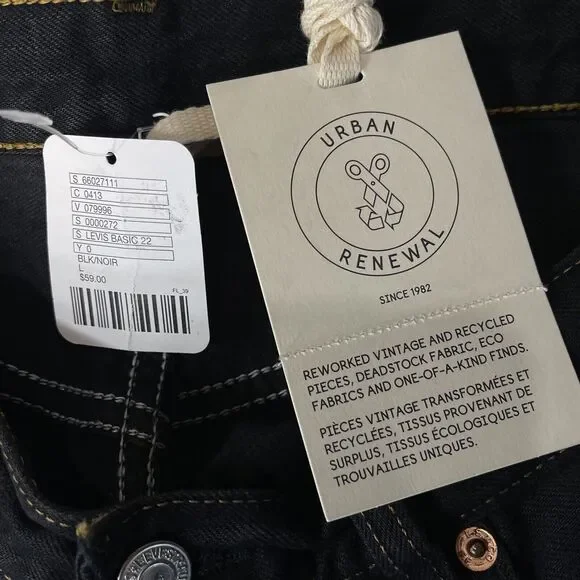 S 66027111
C 0413
V 079996
S 0000272
S LEVIS BASIC 22
Y 0
BLK/NOIR
L
$59.00
FL_39
URBAN
RENEWAL
SINCE 1982
REWORKED VINTAGE AND RECYCLED
PIECES, DEADSTOCK FABRIC, ECO
FABRICS AND ONE-OF-A-KIND FINDS.
PIÈCES VINTAGE TRANSFORMÉES ET
RECYCLÉES, TISSUS PROVENANT DE
SURPLUS, TISSUS ÉCOLOGIQUES ET
TROUVAILLES UNIQUES.